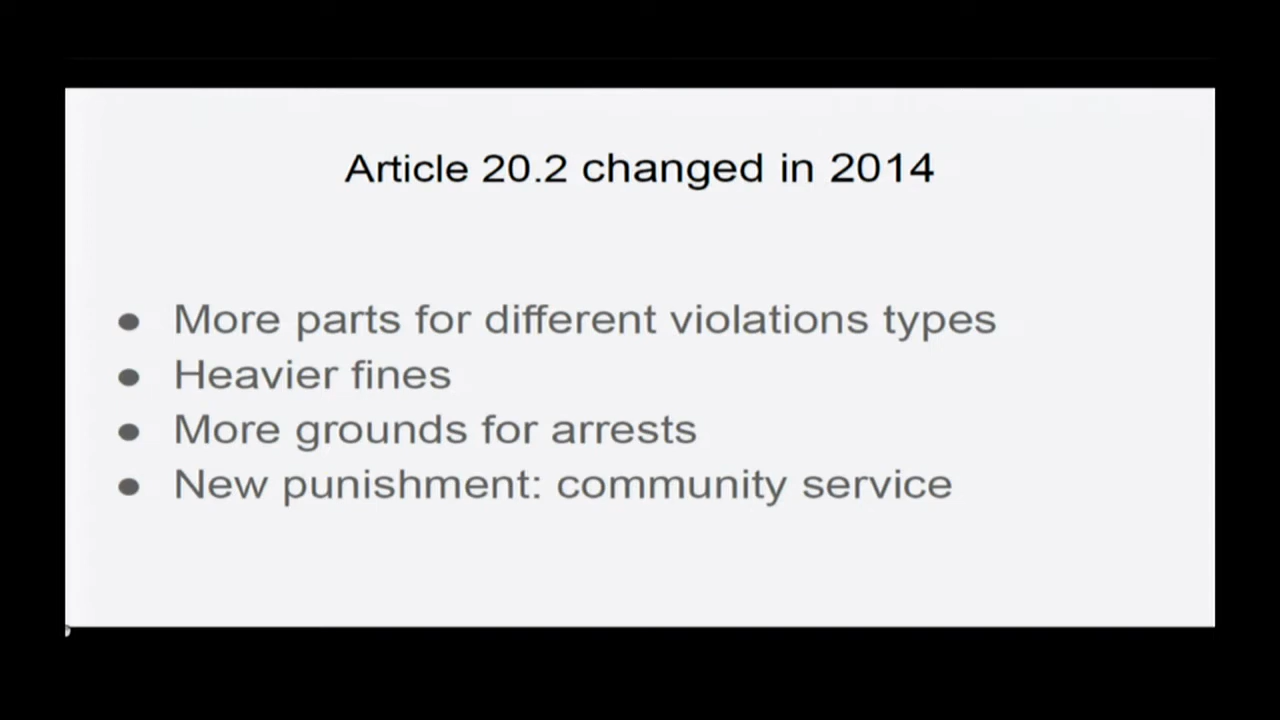 Article 20.2 changed in 2014
● More parts for different violations types
● Heavier fines
● More grounds for arrests
● New punishment: community service